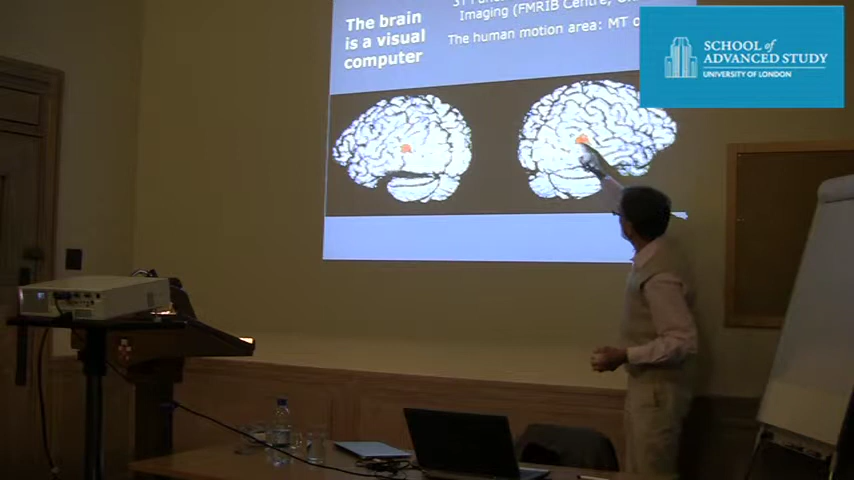 The brain
is a visual
computer
Imaging (FMRIB Centre,
The human motion area: MT
SCHOOL of
ADVANCED STUDY
UNIVERSITY OF LONDON